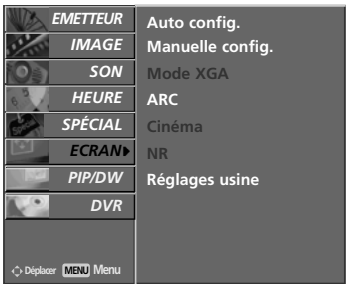 EMETTEUR
IMAGE
SON
HEURE
SPÉCIAL
ECRAN
PIP/DW
DVR
Auto config.
Manuelle config.
Mode XGA
ARC
Cinéma
NR
Réglages usine
Déplacer MENU Menu